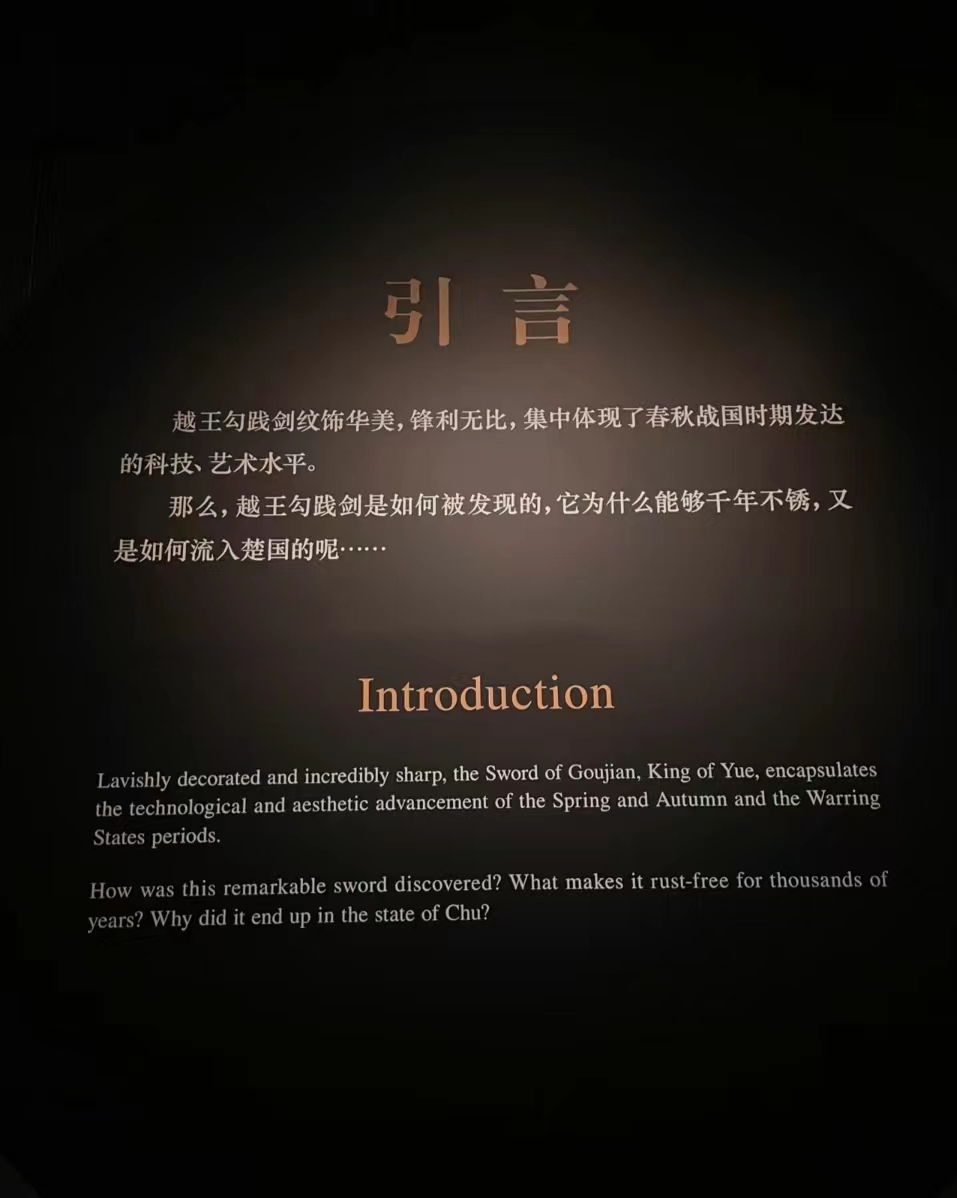 引 言
越王勾践剑纹饰华美，锋利无比，集中体现了春秋战国时期发达
的科技、艺术水平。
那么，越王勾践剑是如何被发现的，它为什么能够千年不锈，又
是如何流入楚国的呢……
Introduction
Lavishly decorated and incredibly sharp, the Sword of Goujian, King of Yue, encapsulates
the technological and aesthetic advancement of the Spring and Autumn and the Warring
States periods.
How was this remarkable sword discovered? What makes it rust-free for thousands of
years? Why did it end up in the state of Chu?